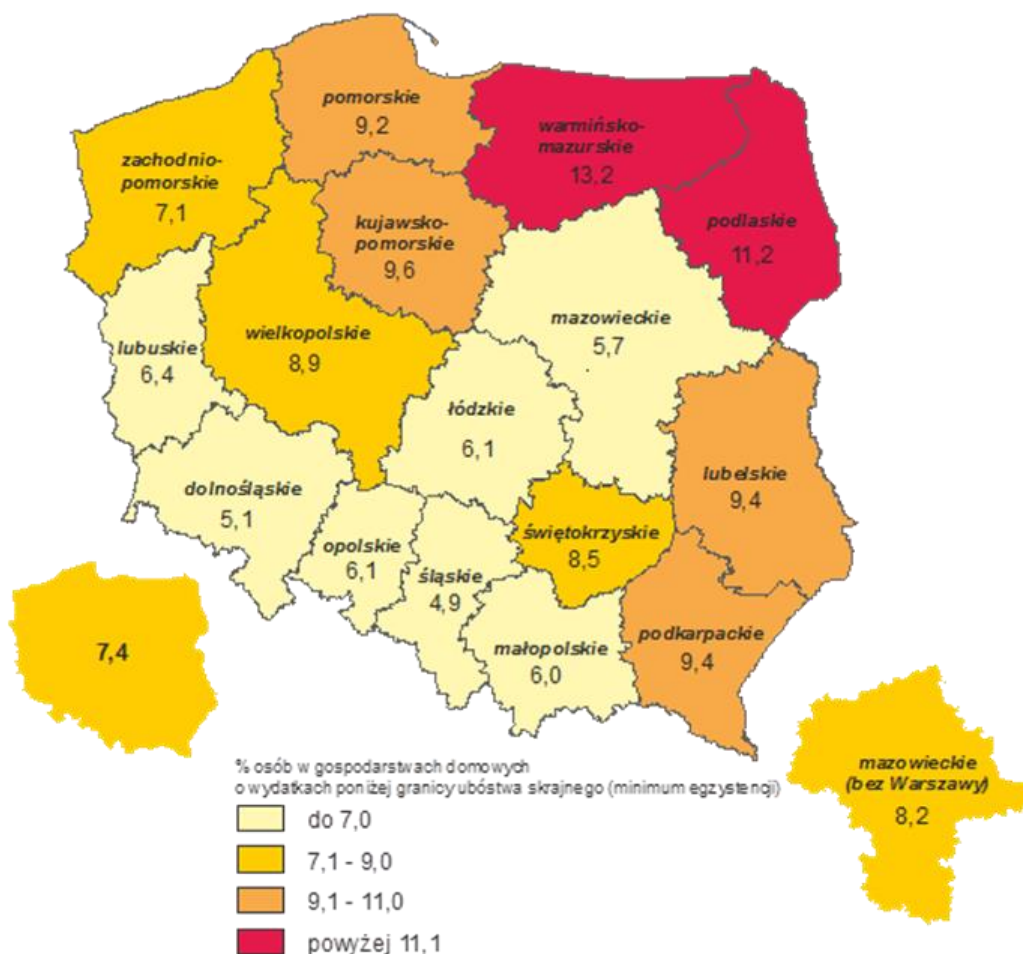 pomorskie
9,2
warmińsko-
mazurskie
13,2
zachodnio-
pomorskie
7,1
kujawsko-
pomorskie
9,6
podlaskie
11,2
mazowieckie
5,7
wielkopolskie
8,9
lubuskie
6,4
łódzkie
6,1
lubelskie
9,4
dolnośląskie
5,1
świętokrzyskie
8,5
opolskie
6,1
śląskie
4,9
małopolskie
6,0
podkarpackie
9,4
7,4
mazowieckie
(bez Warszawy)
8,2
% osób w gospodarstwach domowych
o wydatkach poniżej granicy ubóstwa skrajnego (minimum egzystencji)
do 7,0
7,1 - 9,0
9,1 - 11,0
powyżej 11,1